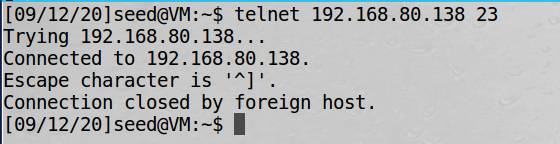 [09/12/20]seed@VM:~$ telnet 192.168.80.138 23
Trying 192.168.80.138...
Connected to 192.168.80.138.
Escape character is '^]'.
Connection closed by foreign host.
[09/12/20]seed@VM:~$